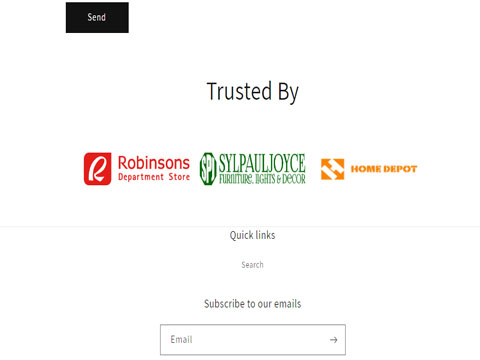 Send
Trusted By
Robinsons
Department Store
SPJ SYLPAULJOYCE
FURNITURE, LIGHTS & DECOR
HOME DEPOT
Quick links
Search
Subscribe to our emails
Email